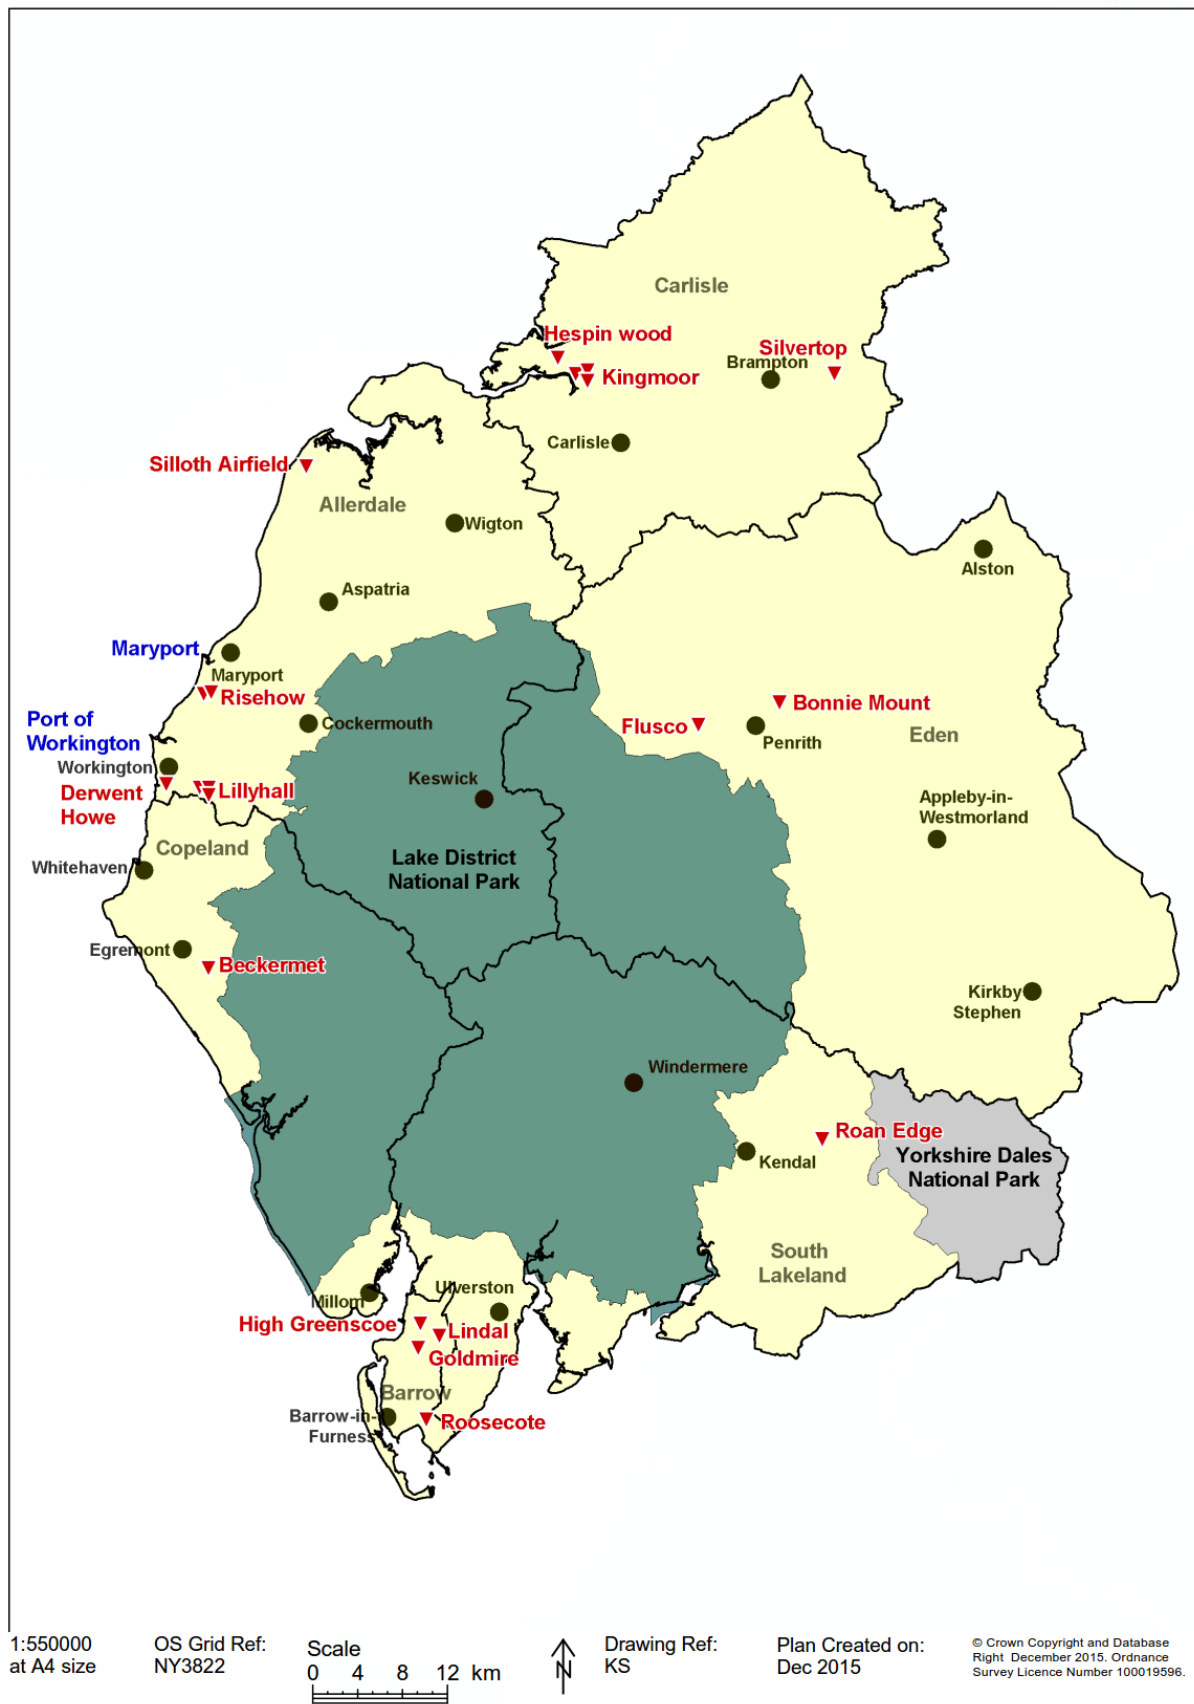 Carlisle
Hespin wood
Silvertop
Brampton
Kingmoor
Carlisle
Silloth Airfield
Allerdale
Wigton
Alston
Aspatria
Maryport
Maryport
Risehow
Port of
Workington
Cockermouth
Flusco
Bonnie Mount
Penrith
Eden
Workington
Derwent
Howe
Lillyhall
Keswick
Appleby-in-
Westmorland
Copeland
Whitehaven
Lake District
National Park
Egremont
Beckermet
Kirkby
Stephen
Windermere
Roan Edge
Kendal
Yorkshire Dales
National Park
South
Lakeland
Ulverston
Millom
High Greenscoe
Lindal
Goldmire
Barrow
Barrow-in-
Furness
Roosecote
1:550000
at A4 size
OS Grid Ref:
NY3822
Scale
0 4 8 12 km
N
Drawing Ref:
KS
Plan Created on:
Dec 2015
© Crown Copyright and Database
Right December 2015. Ordnance
Survey Licence Number 100019596.